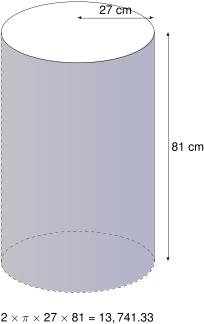 27 cm
81 cm
2 × π × 27 × 81 = 13, 741.33